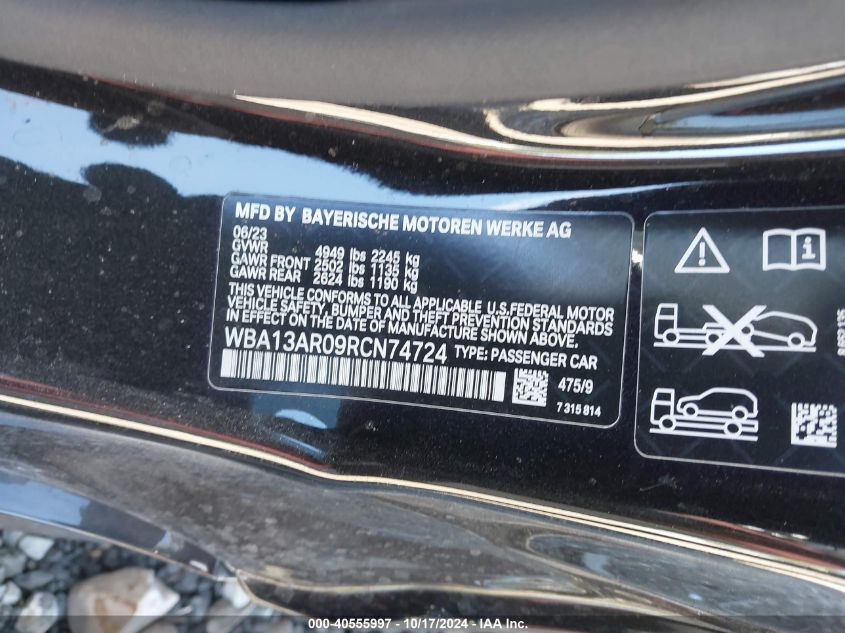 MFD BY BAYERISCHE MOTOREN WERKE AG
06/23
GVWR 4949 lbs 2245 kg
GAWR FRONT 2502 lbs 1135 kg
GAWR REAR 2624 lbs 1190 kg
THIS VEHICLE CONFORMS TO ALL APPLICABLE U.S.FEDERAL MOTOR
VEHICLE SAFETY, BUMPER AND THEFT PREVENTION STANDARDS
IN EFFECT ON THE DATE OF MANUFACTURE SHOWN ABOVE.
WBA13AR09RCN74724 TYPE: PASSENGER CAR
475/9
7315814
000-40555997 - 10/17/2024 - IAA Inc.